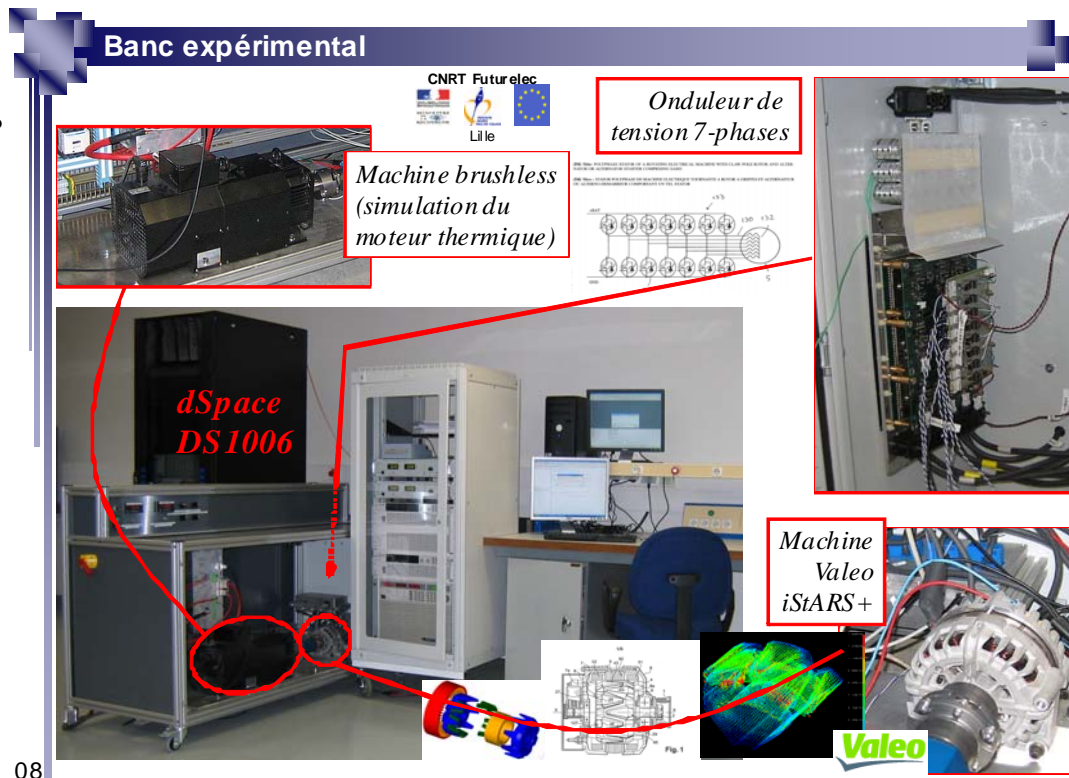 Banc expérimental
CNRT Futurelec
Lille
Onduleur de
tension 7-phases
Machine brushless
(simulation du
moteur thermique)
dSpace
DS1006
Machine
Valeo
iStARS+
Fig. 1
Valeo
08